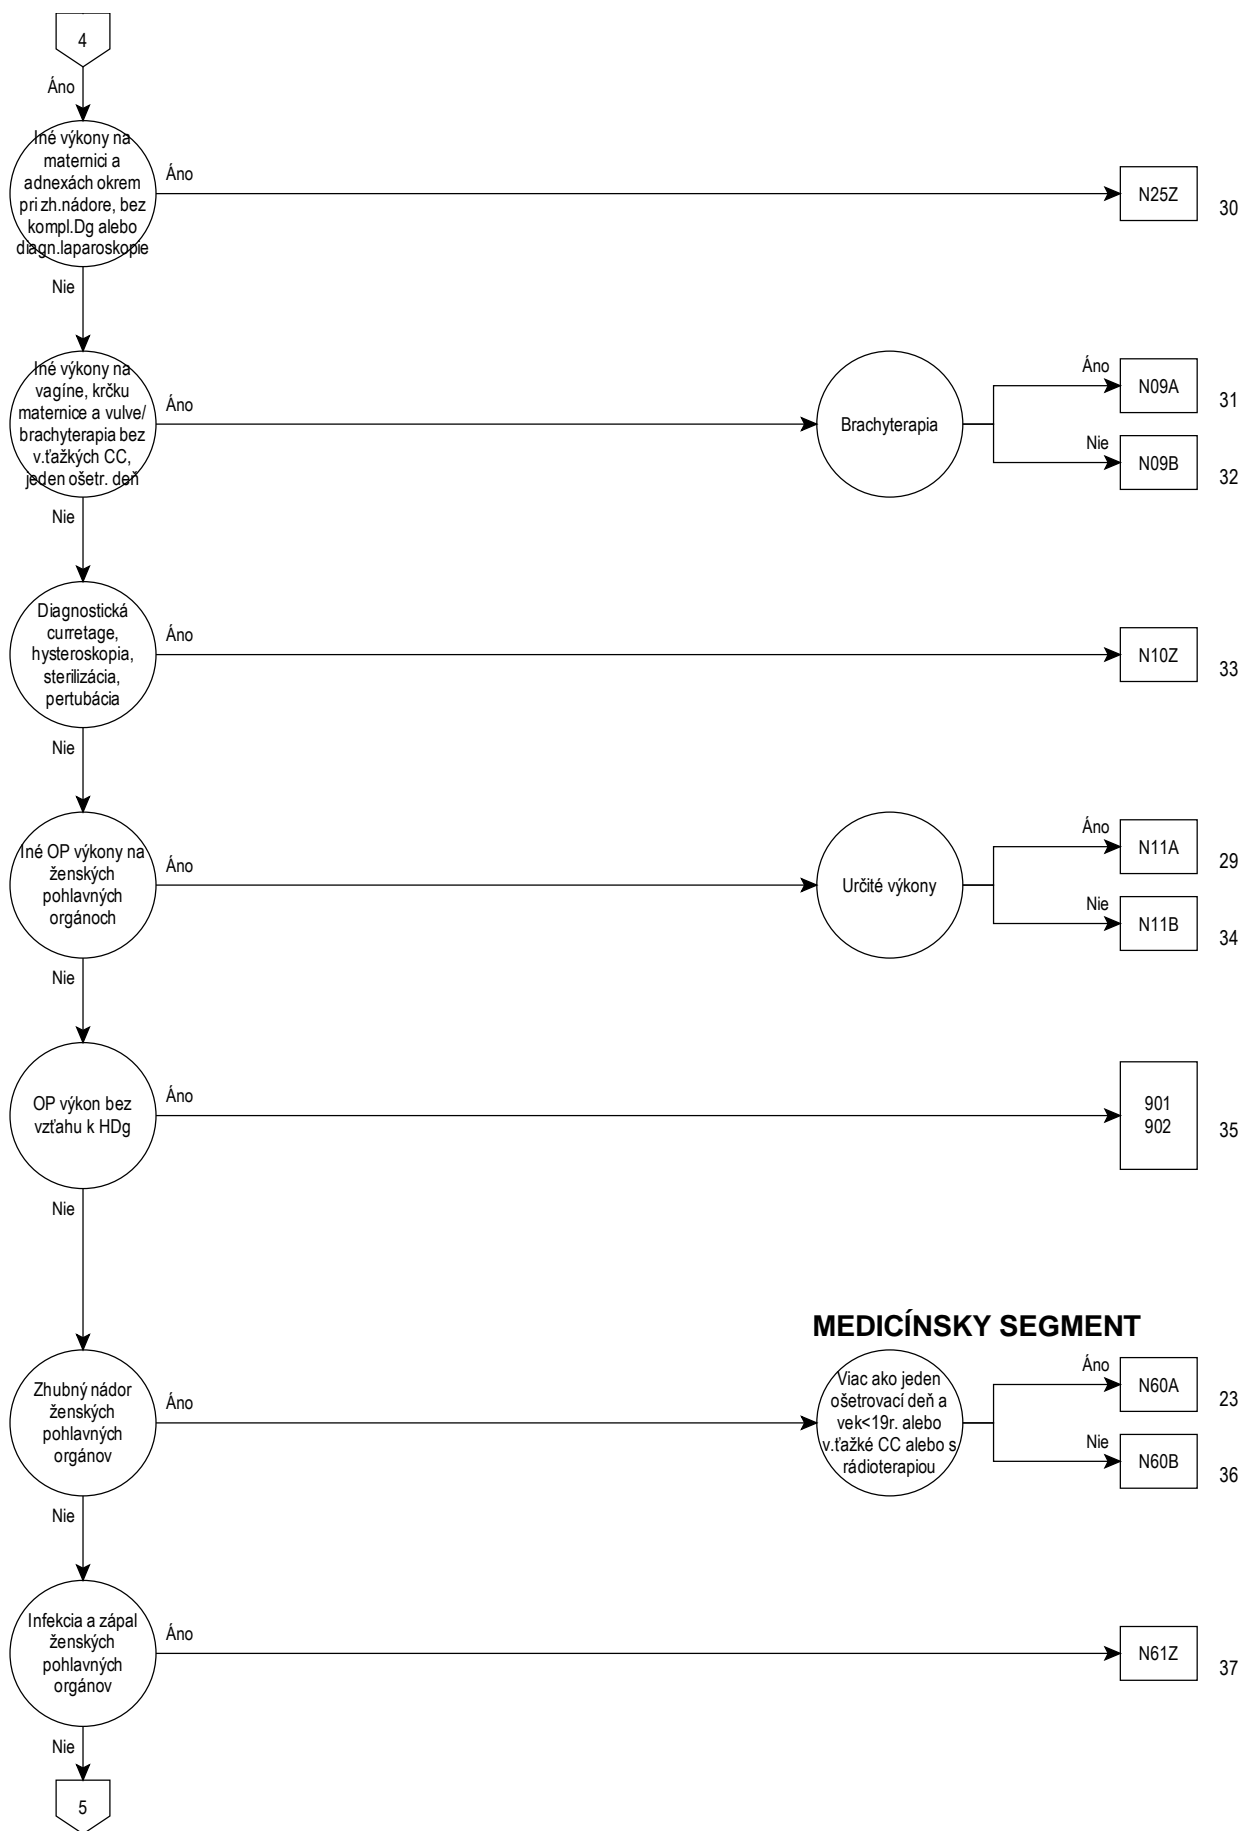 4
Áno
Iné výkony na
maternici a
adnexách okrem
pri zh.nádore, bez
kompl.Dg alebo
diagn.laparoskopie
Áno
N25Z
30
Nie
Iné výkony na
vagíne, krčku
maternice a vulve/
brachyterapia bez
v.ťažkých CC,
jeden ošetr. deň
Áno
Brachyterapia
Áno
N09A
31
Nie
N09B
32
Nie
Diagnostická
curretage,
hysteroskopia,
sterilizácia,
pertubácia
Áno
N10Z
33
Nie
Iné OP výkony na
ženských
pohlavných
orgánoch
Áno
Určité výkony
Áno
N11A
29
Nie
N11B
34
Nie
OP výkon bez
vzťahu k HDg
Áno
901
902
35
Nie
MEDICÍNSKY SEGMENT
Zhubný nádor
ženských
pohlavných
orgánov
Áno
Viac ako jeden
ošetrovací deň a
vek<19r. alebo
v.ťažké CC alebo s
rádioterapiou
Áno
N60A
23
Nie
N60B
36
Nie
Infekcia a zápal
ženských
pohlavných
orgánov
Áno
N61Z
37
Nie
5